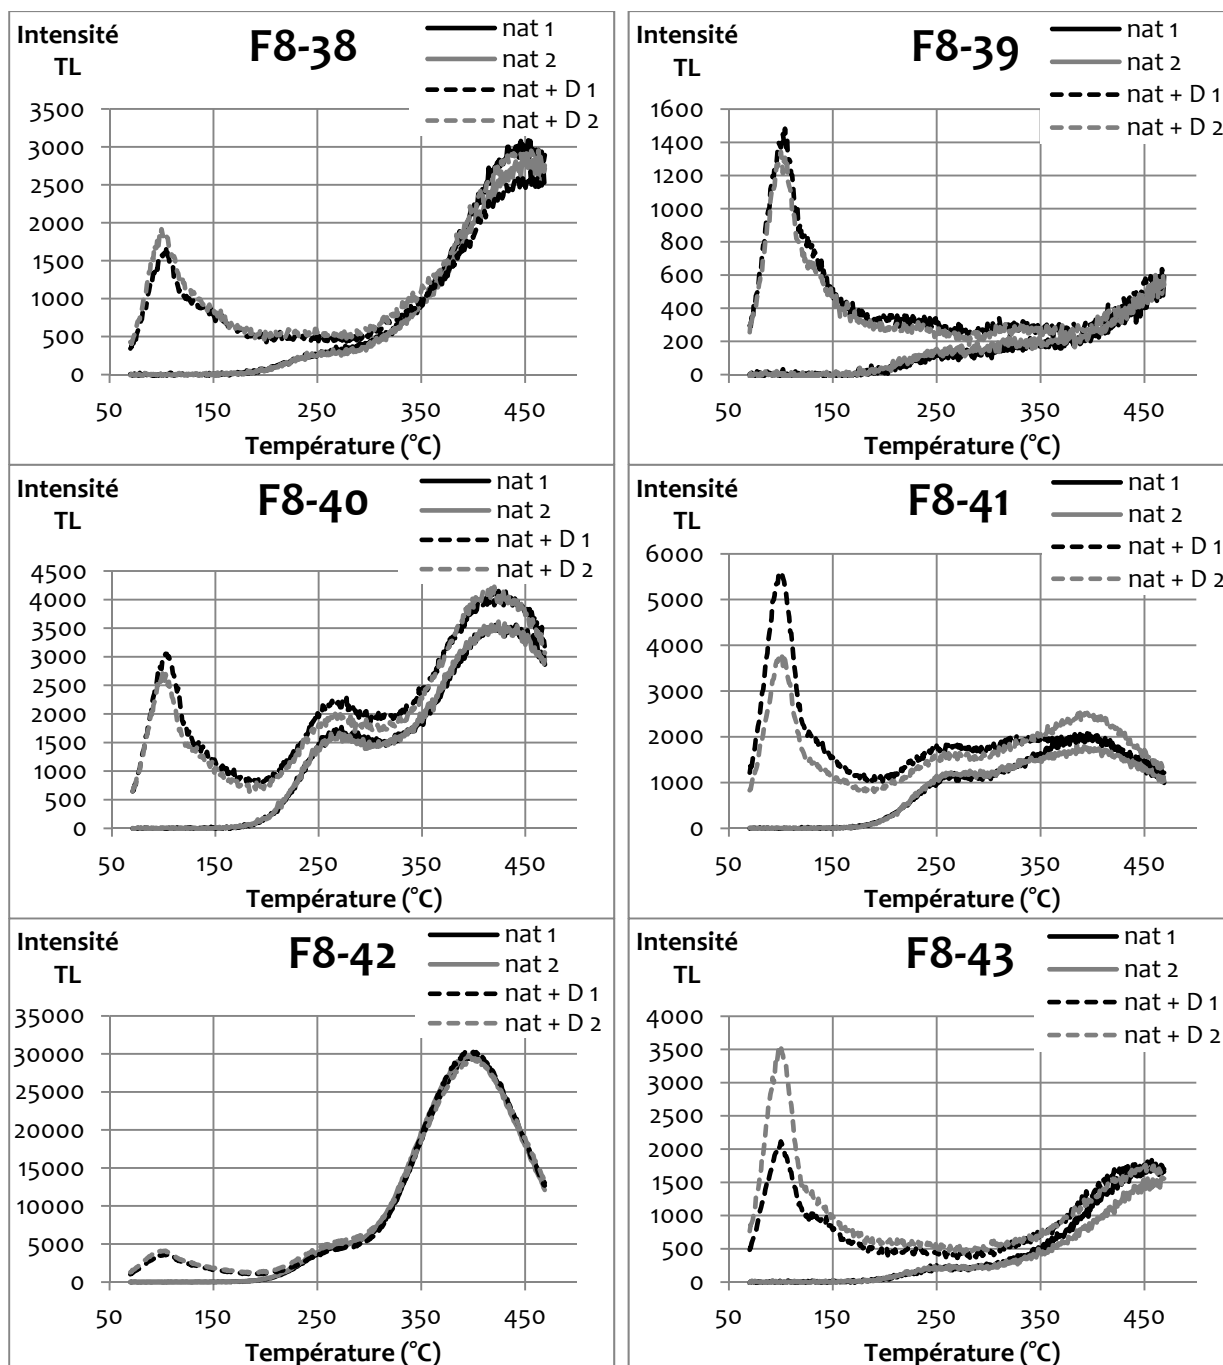 Intensité
TL
F8-38
nat 1
nat 2
nat + D 1
nat + D 2
3500
3000
2500
2000
1500
1000
500
0
50 150 250 350 450
Température (°C)
Intensité
TL
F8-39
nat 1
nat 2
nat + D 1
nat + D 2
1600
1400
1200
1000
800
600
400
200
0
50 150 250 350 450
Température (°C)
Intensité
TL
F8-40
nat 1
nat 2
nat + D 1
nat + D 2
4500
4000
3500
3000
2500
2000
1500
1000
500
0
50 150 250 350 450
Température (°C)
Intensité
TL
F8-41
nat 1
nat 2
nat + D 1
nat + D 2
6000
5000
4000
3000
2000
1000
0
50 150 250 350 450
Température (°C)
Intensité
TL
F8-42
nat 1
nat 2
nat + D 1
nat + D 2
35000
30000
25000
20000
15000
10000
5000
0
50 150 250 350 450
Température (°C)
Intensité
TL
F8-43
nat 1
nat 2
nat + D 1
nat + D 2
4000
3500
3000
2500
2000
1500
1000
500
0
50 150 250 350 450
Température (°C)